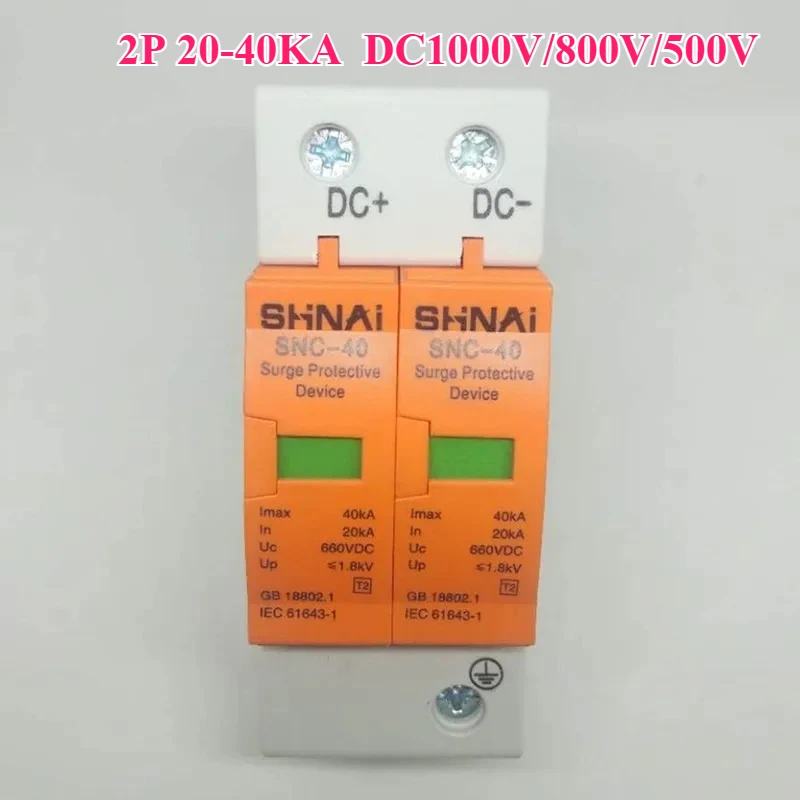 2P 20-40KA DC1000V/800V/500V
DC+ DC-
SHNAi
SNC-40
Surge Protective
Device
Imax 40kA
In 20kA
Uc 660VDC
Up ≤1.8kV
T2
GB 18802.1
IEC 61643-1
SHNAi
SNC-40
Surge Protective
Device
Imax 40kA
In 20kA
Uc 660VDC
Up ≤1.8kV
T2
GB 18802.1
IEC 61643-1